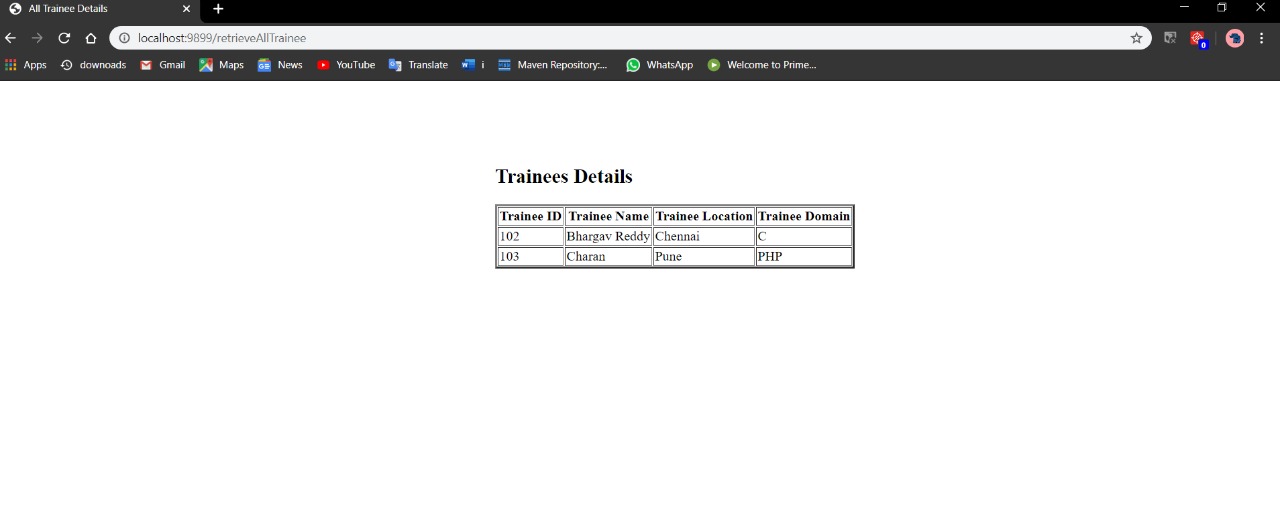 All Trainee Details
localhost:9899/retrieveAllTrainee
0
Apps downoads Gmail Maps News YouTube Translate i Maven Repository:... WhatsApp Welcome to Prime...
Trainees Details
Trainee ID Trainee Name Trainee Location Trainee Domain
102 Bhargav Reddy Chennai C
103 Charan Pune PHP